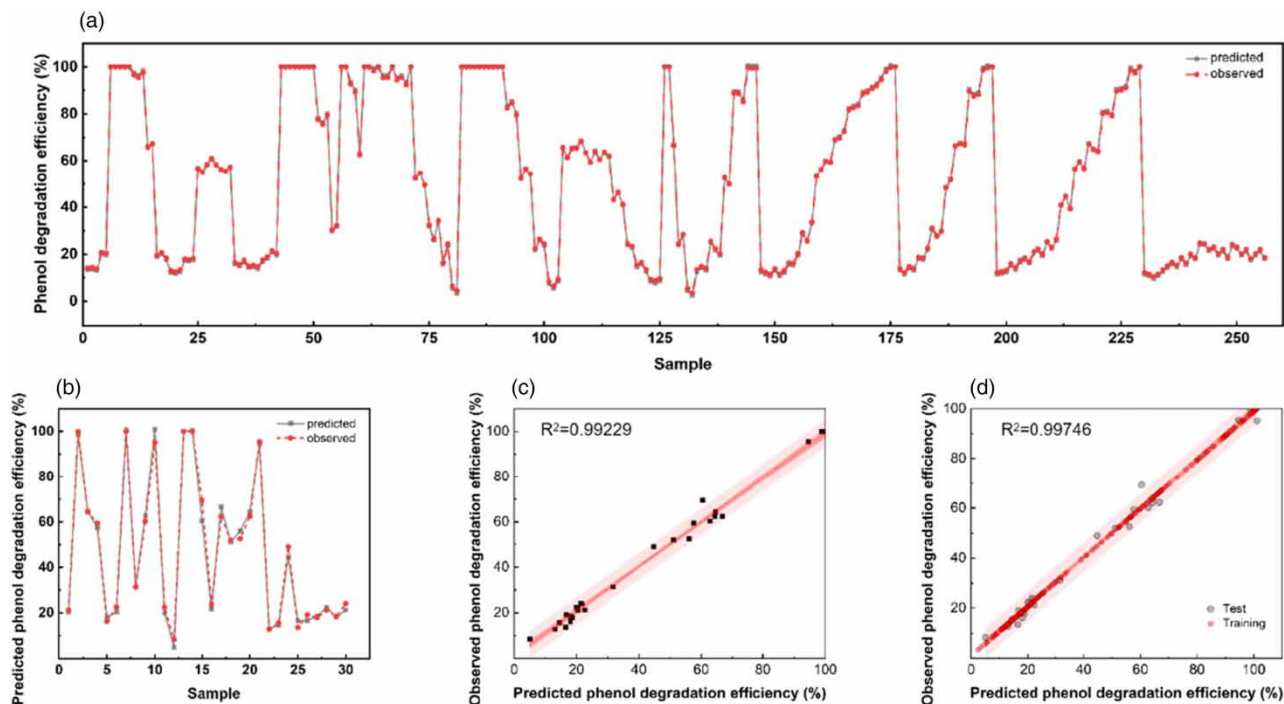 (a)
Phenol degradation efficiency (%)
100
80
60
40
20
0
predicted
observed
0 25 50 75 100 125 150 175 200 225 250
Sample
(b)
Predicted phenol degradation efficiency (%)
100
80
60
40
20
0
predicted
observed
0 5 10 15 20 25 30
Sample
(c)
Observed phenol degradation efficiency (%)
R²=0.99229
100
80
60
40
20
0 20 40 60 80 100
Predicted phenol degradation efficiency (%)
(d)
Observed phenol degradation efficiency (%)
R²=0.99746
100
80
60
40
20
0
Test
Training
0 20 40 60 80 100
Predicted phenol degradation efficiency (%)